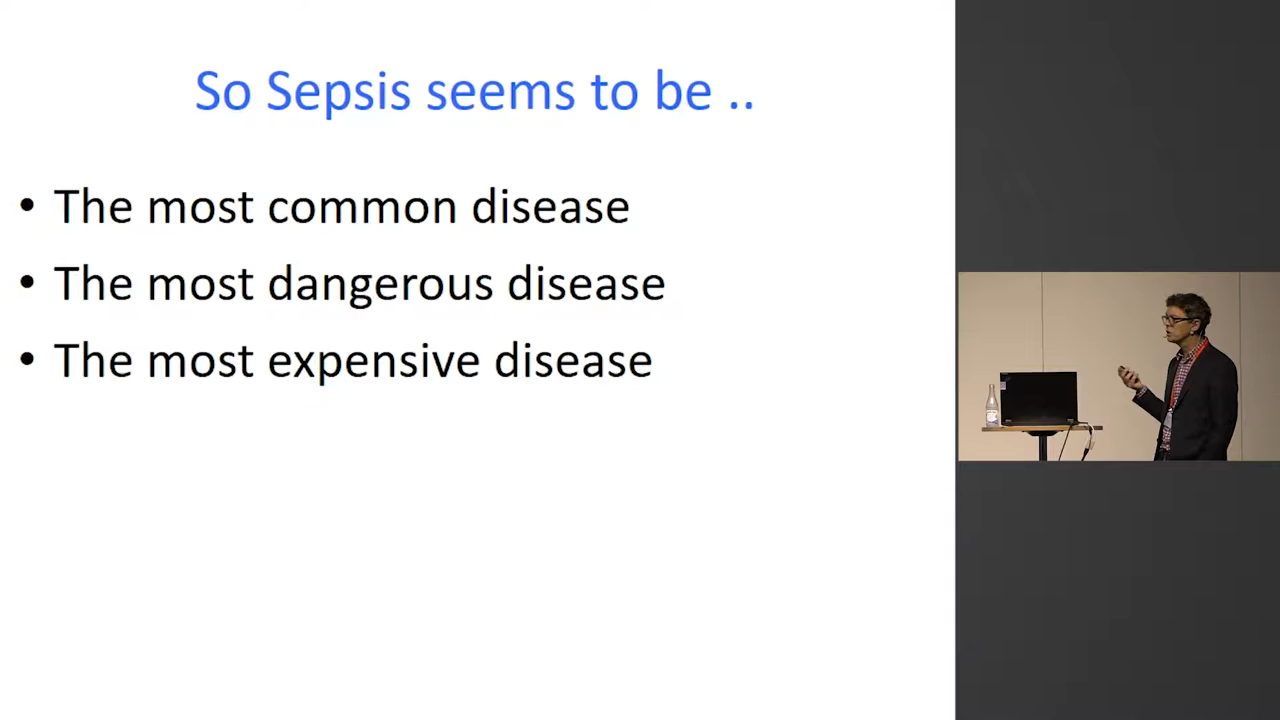 So Sepsis seems to be ..
• The most common disease
• The most dangerous disease
• The most expensive disease